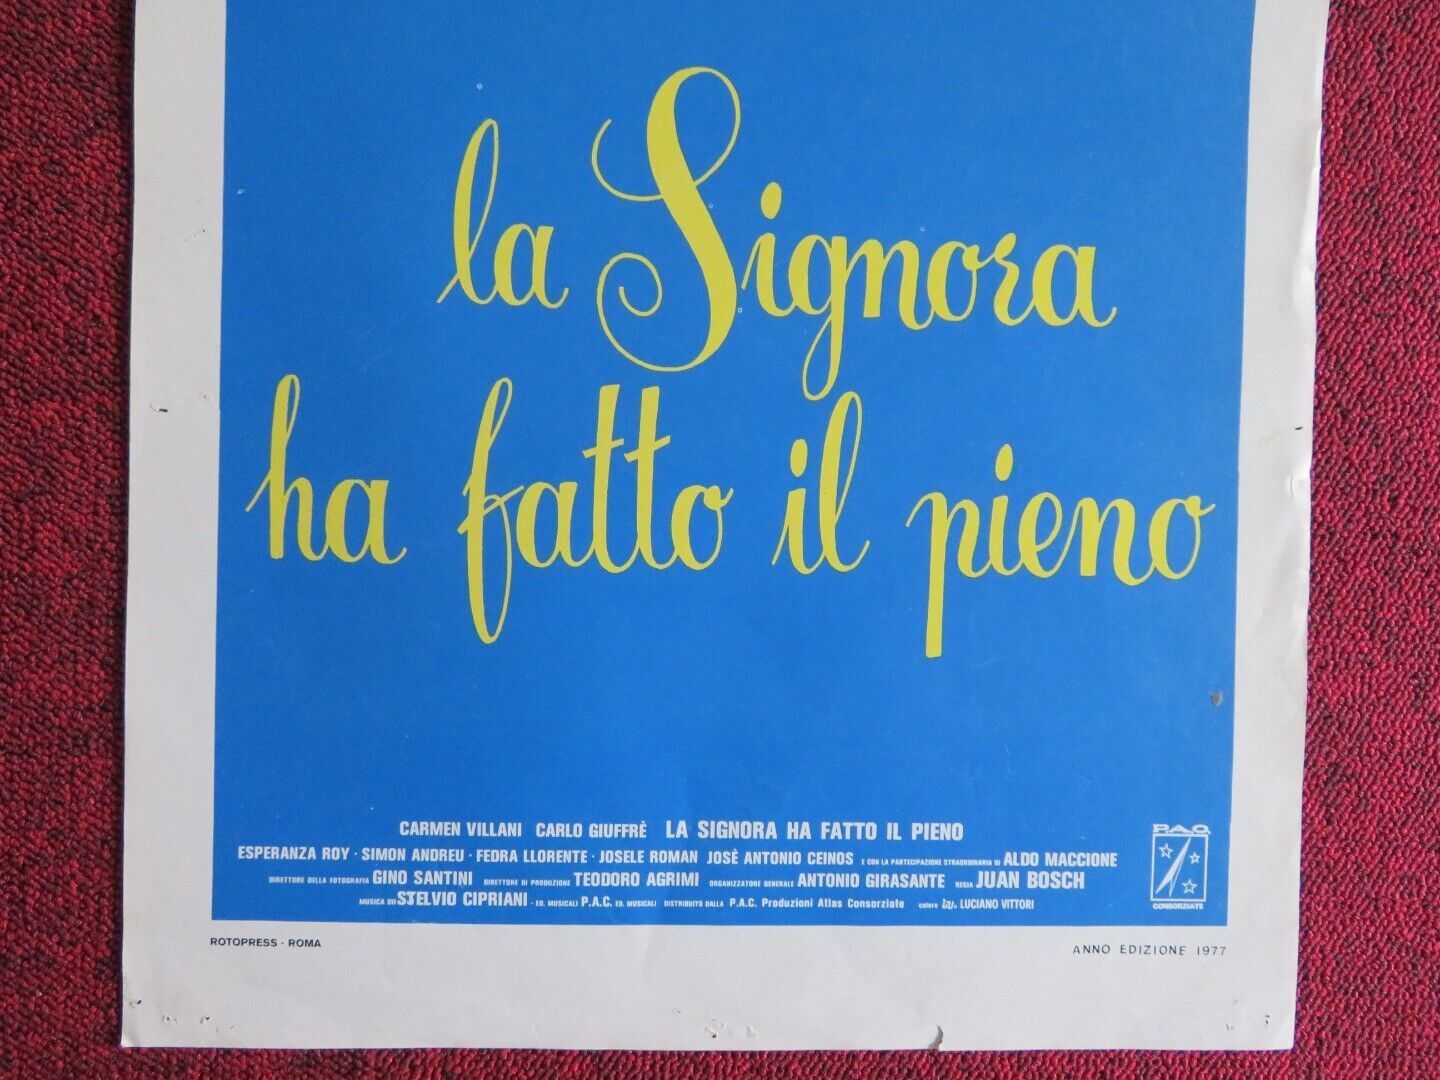 la Signora
ha fatto il pieno
CARMEN VILLANI CARLO GIUFFRÈ LA SIGNORA HA FATTO IL PIENO
ESPERANZA ROY · SIMON ANDREU · FEDRA LLORENTE · JOSELE ROMAN JOSÈ ANTONIO CEINOS E CON LA PARTECIPAZIONE STRAORDINARIA DI ALDO MACCIONE
DIRETTORE DELLA FOTOGRAFIA GINO SANTINI DIRETTORE DI PRODUZIONE TEODORO AGRIMI ORGANIZZATORE GENERALE ANTONIO GIRASANTE REGIA JUAN BOSCH
MUSICA DI STELVIO CIPRIANI · ED. MUSICALI P.A.C. ED. MUSICALI DISTRIBUITO DALLA P.A.C. Produzioni Atlas Consorziate colore LUCIANO VITTORI
P.A.C.
CONSORZIATE
ROTOPRESS - ROMA
ANNO EDIZIONE 1977